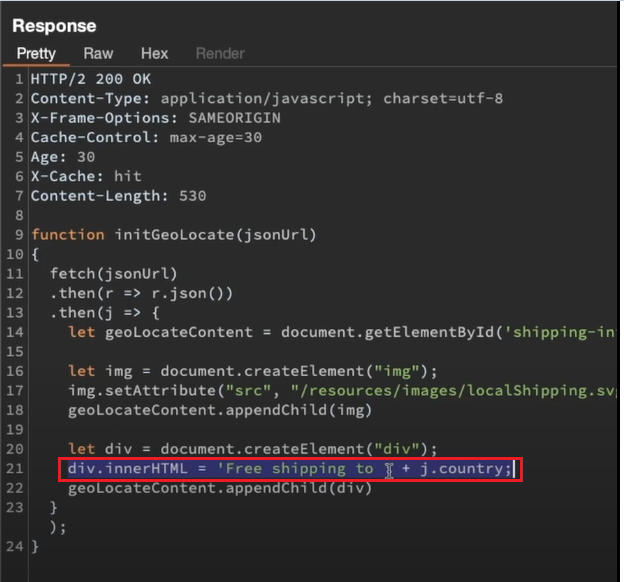 Response
Pretty Raw Hex Render
1 HTTP/2 200 OK
2 Content-Type: application/javascript; charset=utf-8
3 X-Frame-Options: SAMEORIGIN
4 Cache-Control: max-age=30
5 Age: 30
6 X-Cache: hit
7 Content-Length: 530
8
9 function initGeoLocate(jsonUrl)
10 {
11 fetch(jsonUrl)
12 .then(r => r.json())
13 .then(j => {
14 let geoLocateContent = document.getElementById('shipping-in
15
16 let img = document.createElement("img");
17 img.setAttribute("src", "/resources/images/localShipping.svg
18 geoLocateContent.appendChild(img)
19
20 let div = document.createElement("div");
21 div.innerHTML = 'Free shipping to ' + j.country;
22 geoLocateContent.appendChild(div)
23 }
);
24 }